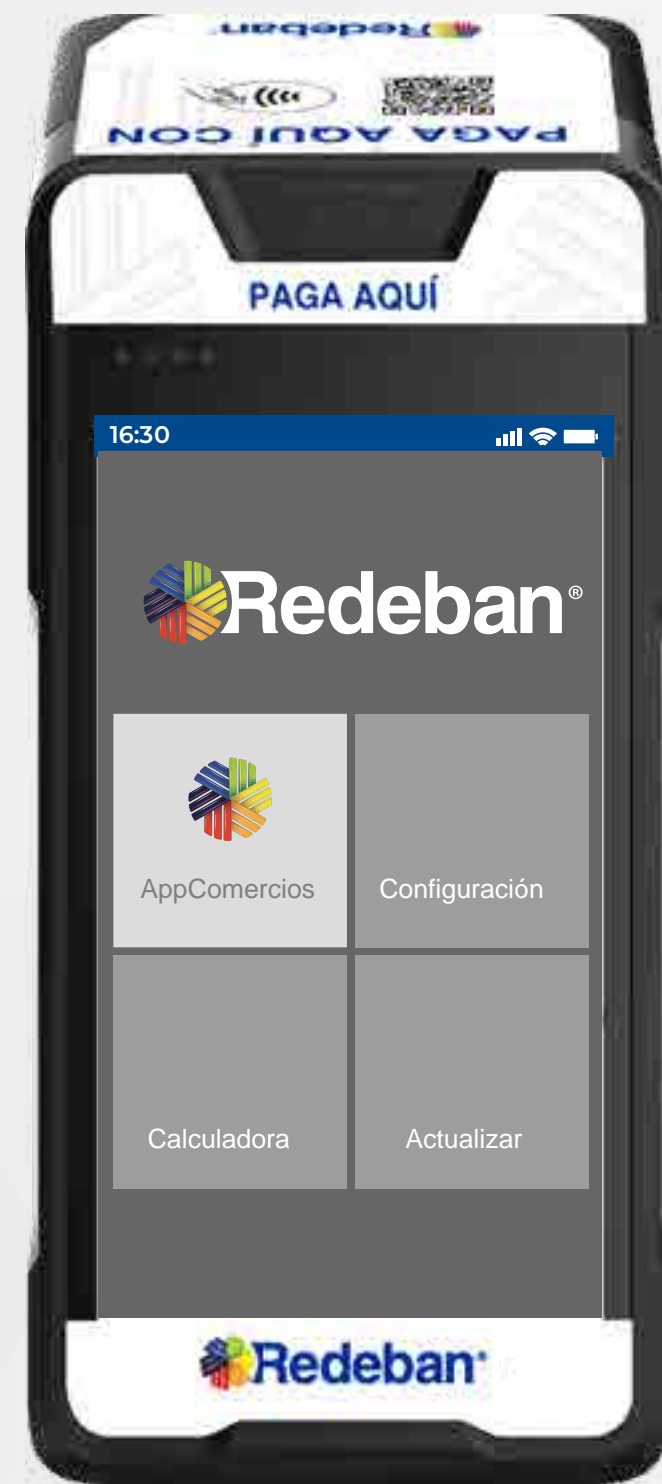 Redeban
PAGA AQUÍ CON
PAGA AQUÍ
16:30
Redeban®
AppComercios
Configuración
Calculadora
Actualizar
Redeban